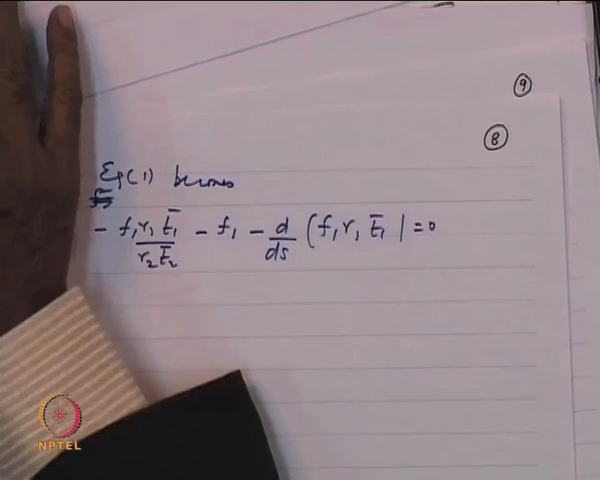 9
8
Eq(1) becomes
- f₁r₁t̄₁ / r₂t̄₂ - f₁ - d/ds (f₁r₁t̄₁) = 0
NPTEL